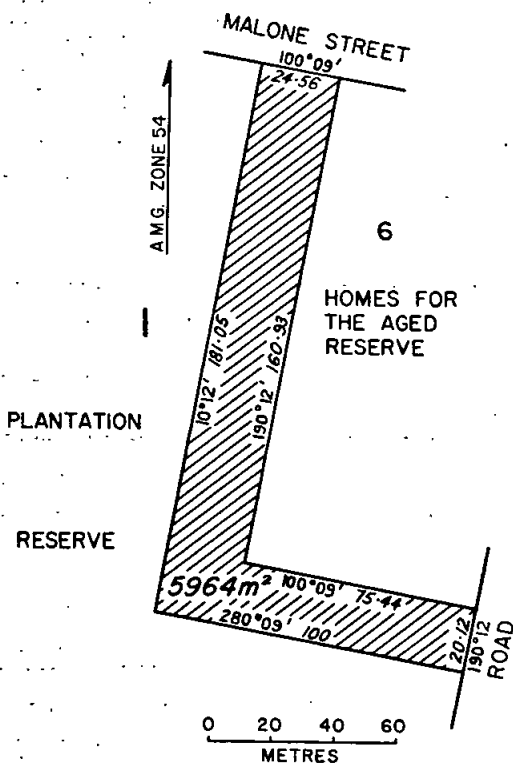 MALONE STREET
100°09'
24·56
A.M.G. ZONE 54
6
HOMES FOR
THE AGED
RESERVE
I
10°12' 181·05
190°12' 160·93
PLANTATION
RESERVE
5964m²
100°09' 75·44
280°09' 100
20·12
190°12
ROAD
0 20 40 60
METRES